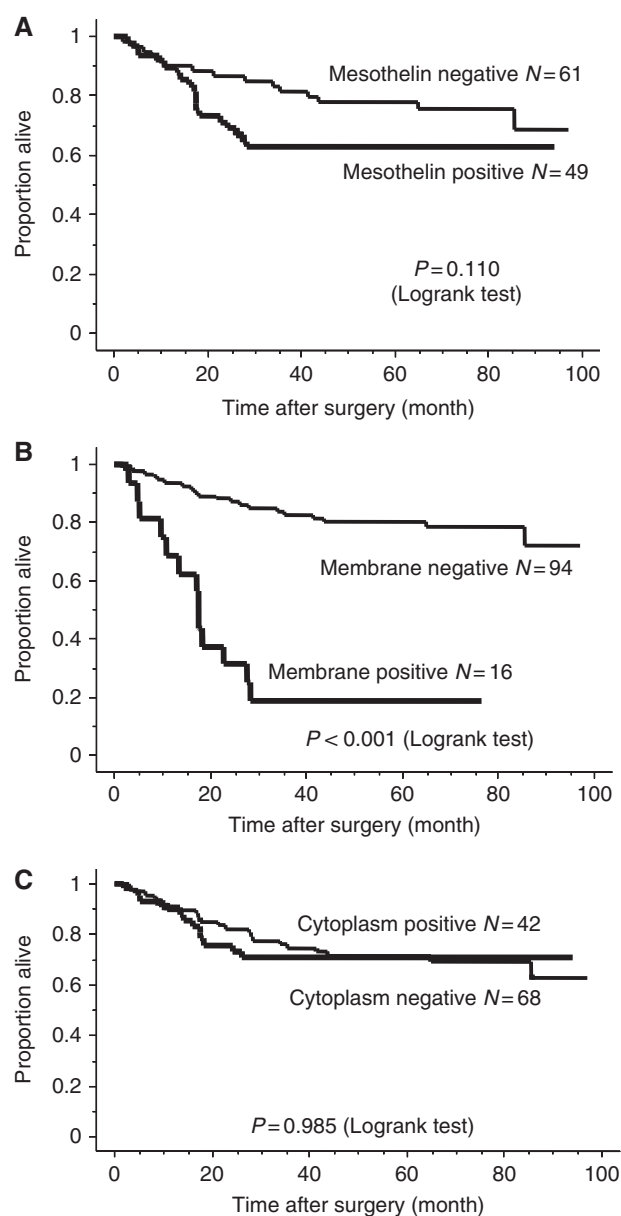 A
1
0.8
0.6
0.4
0.2
0
Proportion alive
Mesothelin negative N=61
Mesothelin positive N=49
P=0.110
(Logrank test)
0 20 40 60 80 100
Time after surgery (month)
B
1
0.8
0.6
0.4
0.2
0
Proportion alive
Membrane negative N=94
Membrane positive N=16
P<0.001 (Logrank test)
0 20 40 60 80 100
Time after surgery (month)
C
1
0.8
0.6
0.4
0.2
0
Proportion alive
Cytoplasm positive N=42
Cytoplasm negative N=68
P=0.985 (Logrank test)
0 20 40 60 80 100
Time after surgery (month)